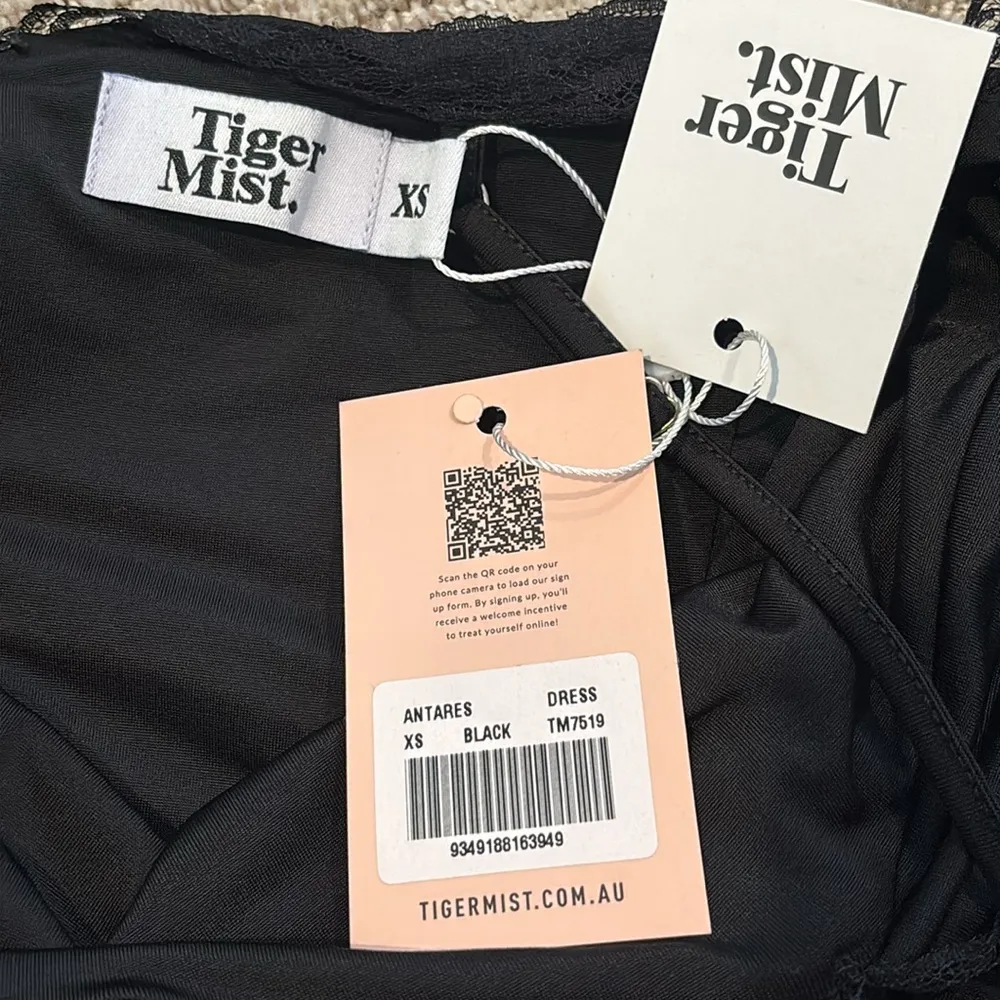 Tiger
Mist.
XS
Tiger
Mist.
Scan the QR code on your
phone camera to load our sign
up form. By signing up, you'll
receive a welcome incentive
to treat yourself online!
ANTARES DRESS
XS BLACK TM7519
9349188163949
TIGERMIST.COM.AU